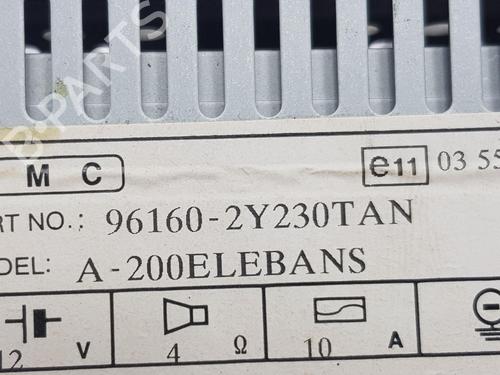 B-PARTS
M C
e11 03 55
RT NO.: 96160-2Y230TAN
DEL: A-200ELEBANS
12 V 4 Ω 10 A